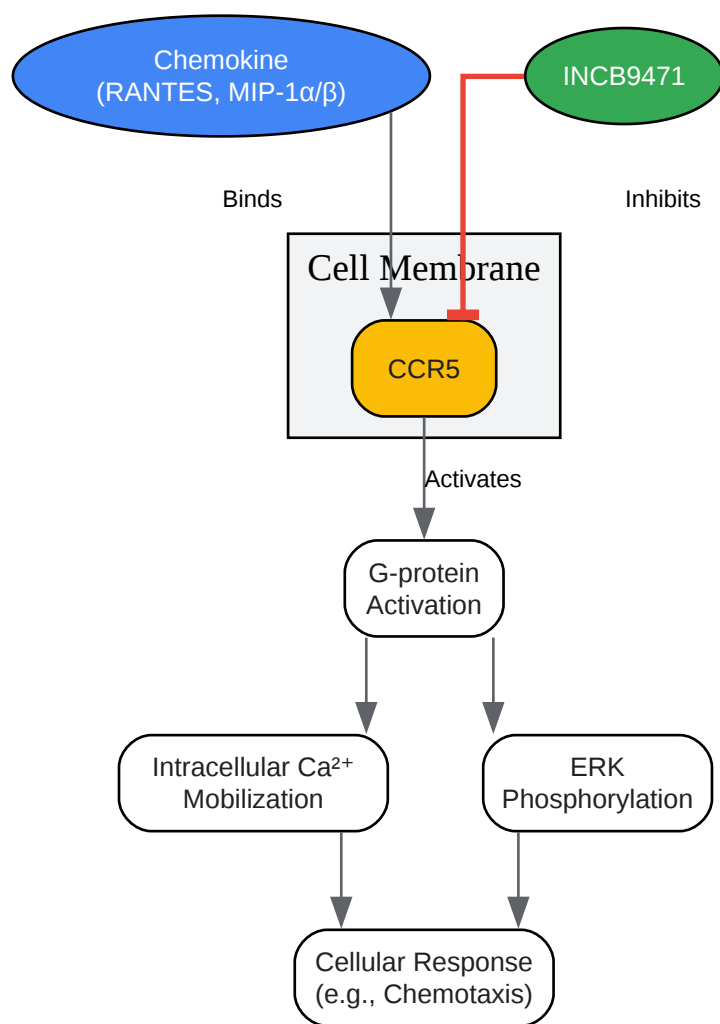 Chemokine
(RANTES, MIP-1α/β)
INCB9471
Binds
Inhibits
Cell Membrane
CCR5
Activates
G-protein
Activation
Intracellular Ca²⁺
Mobilization
ERK
Phosphorylation
Cellular Response
(e.g., Chemotaxis)